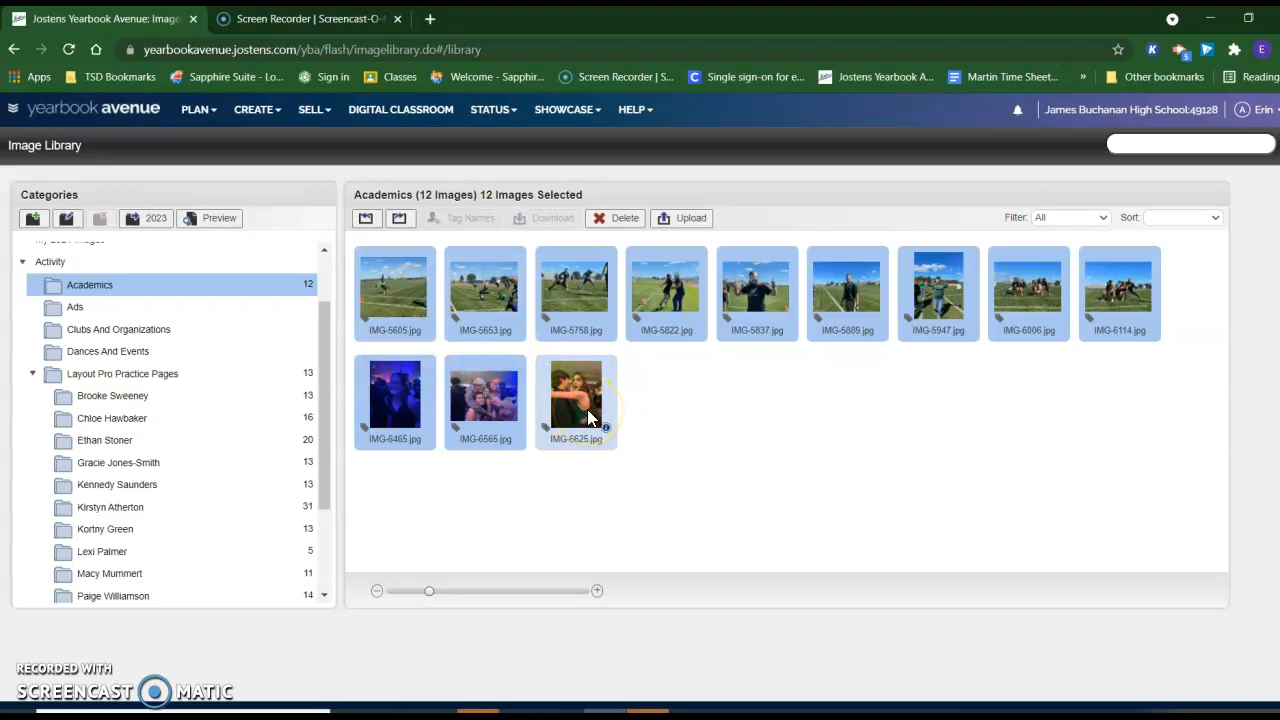 Jostens Yearbook Avenue: Image
Screen Recorder | Screencast-O-
yearbookavenue.jostens.com/yba/flash/imagelibrary.do#/library
E
Apps
TSD Bookmarks
Sapphire Suite - Lo...
Sign in
Classes
Welcome - Sapphir...
Screen Recorder | S...
Single sign-on for e...
Jostens Yearbook A...
Martin Time Sheet...
»
Other bookmarks
Reading
yearbook avenue
PLAN
CREATE
SELL
DIGITAL CLASSROOM
STATUS
SHOWCASE
HELP
James Buchanan High School:49128
A
Erin
Image Library
Categories
2023
Preview
Activity
Academics 12
Ads
Clubs And Organizations
Dances And Events
Layout Pro Practice Pages 13
Brooke Sweeney 13
Chloe Hawbaker 16
Ethan Stoner 20
Gracie Jones-Smith 13
Kennedy Saunders 13
Kirstyn Atherton 31
Kortny Green 13
Lexi Palmer 5
Macy Mummert 11
Paige Williamson 14
Academics (12 Images) 12 Images Selected
Tag Names
Download
Delete
Upload
Filter: All
Sort:
IMG-5605.jpg
IMG-5653.jpg
IMG-5758.jpg
IMG-5822.jpg
IMG-5837.jpg
IMG-5889.jpg
IMG-5947.jpg
IMG-6006.jpg
IMG-6114.jpg
IMG-6465.jpg
IMG-6565.jpg
IMG-6625.jpg
RECORDED WITH
SCREENCAST MATIC